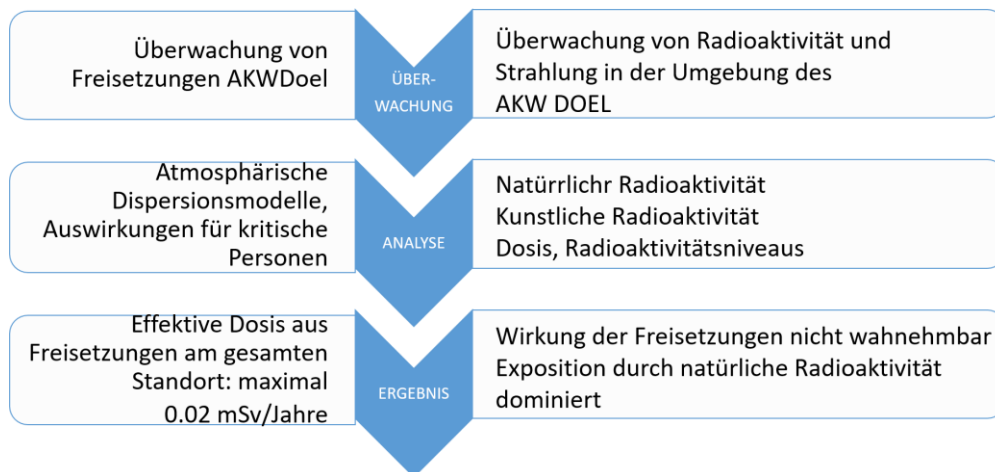 Überwachung von
Freisetzungen AKWDoel
ÜBER-
WACHUNG
Überwachung von Radioaktivität und
Strahlung in der Umgebung des
AKW DOEL
Atmosphärische
Dispersionsmodelle,
Auswirkungen für kritische
Personen
ANALYSE
Natürrlichr Radioaktivität
Kunstliche Radioaktivität
Dosis, Radioaktivitätsniveaus
Effektive Dosis aus
Freisetzungen am gesamten
Standort: maximal
0.02 mSv/Jahre
ERGEBNIS
Wirkung der Freisetzungen nicht wahnehmbar
Exposition durch natürliche Radioaktivität
dominiert